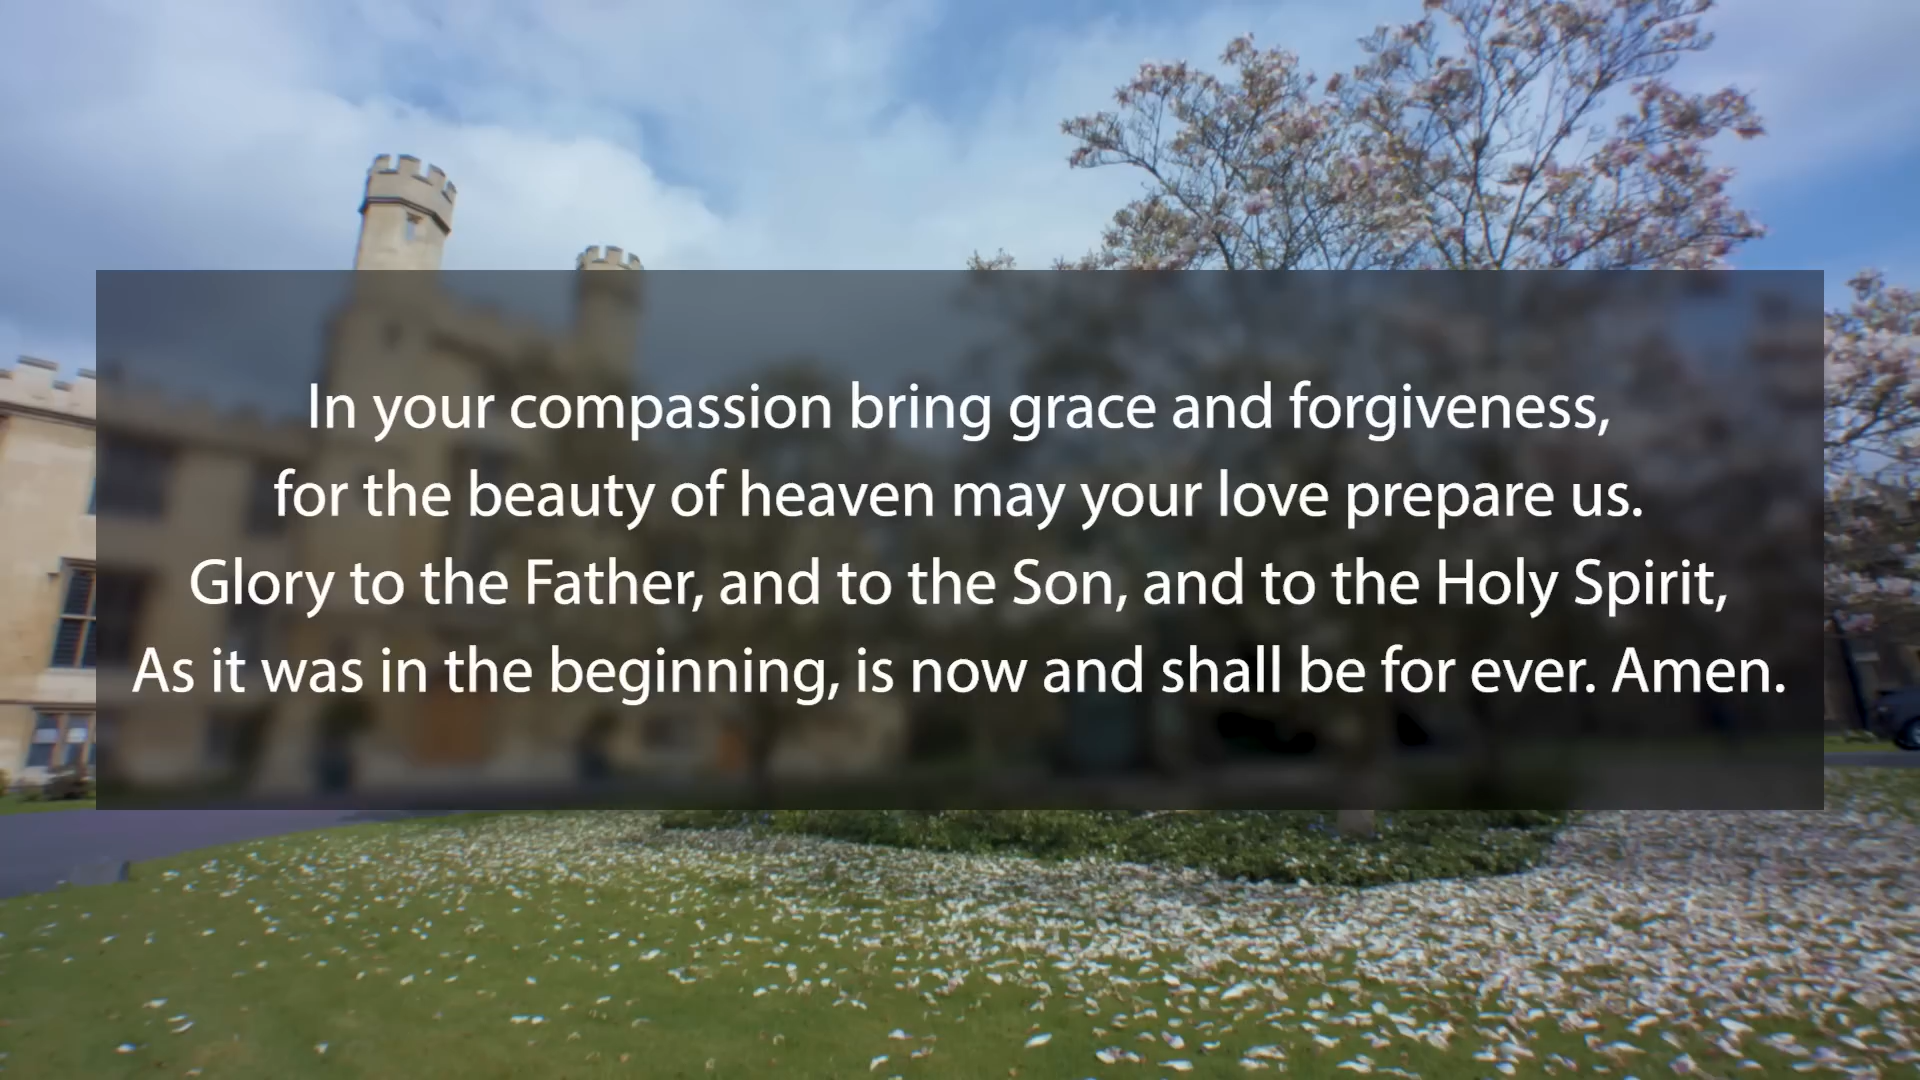 In your compassion bring grace and forgiveness,
for the beauty of heaven may your love prepare us.
Glory to the Father, and to the Son, and to the Holy Spirit,
As it was in the beginning, is now and shall be for ever. Amen.